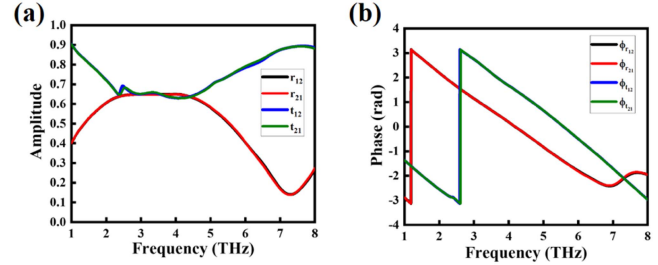 (a)
0.9
0.8
0.7
0.6
0.5
0.4
0.3
0.2
0.1
0.0
Amplitude
r12
r21
t12
t21
1 2 3 4 5 6 7 8
Frequency (THz)
(b)
4
3
2
1
0
-1
-2
-3
-4
Phase (rad)
ϕr12
ϕr21
ϕt12
ϕt21
1 2 3 4 5 6 7 8
Frequency (THz)